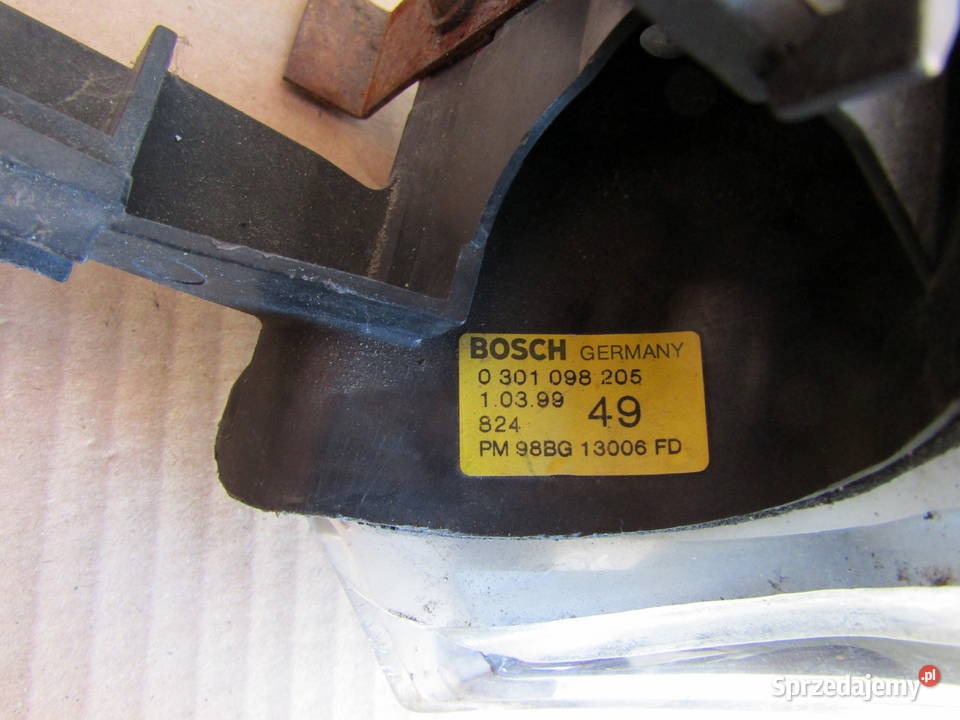 BOSCH GERMANY
0 301 098 205
1.03.99
824 49
PM 98BG 13006 FD
Sprzedajemy.pl